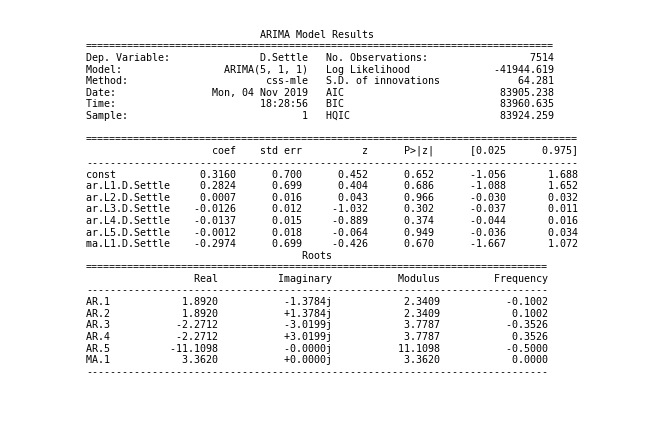 ARIMA Model Results
==============================================================================
Dep. Variable: D.Settle No. Observations: 7514
Model: ARIMA(5, 1, 1) Log Likelihood -41944.619
Method: css-mle S.D. of innovations 64.281
Date: Mon, 04 Nov 2019 AIC 83905.238
Time: 18:28:56 BIC 83960.635
Sample: 1 HQIC 83924.259
==================================================================================
coef std err z P>|z| [0.025 0.975]
----------------------------------------------------------------------------------
const 0.3160 0.700 0.452 0.652 -1.056 1.688
ar.L1.D.Settle 0.2824 0.699 0.404 0.686 -1.088 1.652
ar.L2.D.Settle 0.0007 0.016 0.043 0.966 -0.030 0.032
ar.L3.D.Settle -0.0126 0.012 -1.032 0.302 -0.037 0.011
ar.L4.D.Settle -0.0137 0.015 -0.889 0.374 -0.044 0.016
ar.L5.D.Settle -0.0012 0.018 -0.064 0.949 -0.036 0.034
ma.L1.D.Settle -0.2974 0.699 -0.426 0.670 -1.667 1.072
Roots
=============================================================================
Real Imaginary Modulus Frequency
-----------------------------------------------------------------------------
AR.1 1.8920 -1.3784j 2.3409 -0.1002
AR.2 1.8920 +1.3784j 2.3409 0.1002
AR.3 -2.2712 -3.0199j 3.7787 -0.3526
AR.4 -2.2712 +3.0199j 3.7787 0.3526
AR.5 -11.1098 -0.0000j 11.1098 -0.5000
MA.1 3.3620 +0.0000j 3.3620 0.0000
-----------------------------------------------------------------------------